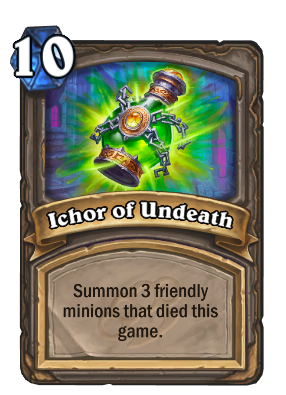 10
Ichor of Undeath
Summon 3 friendly
minions that died this
game.